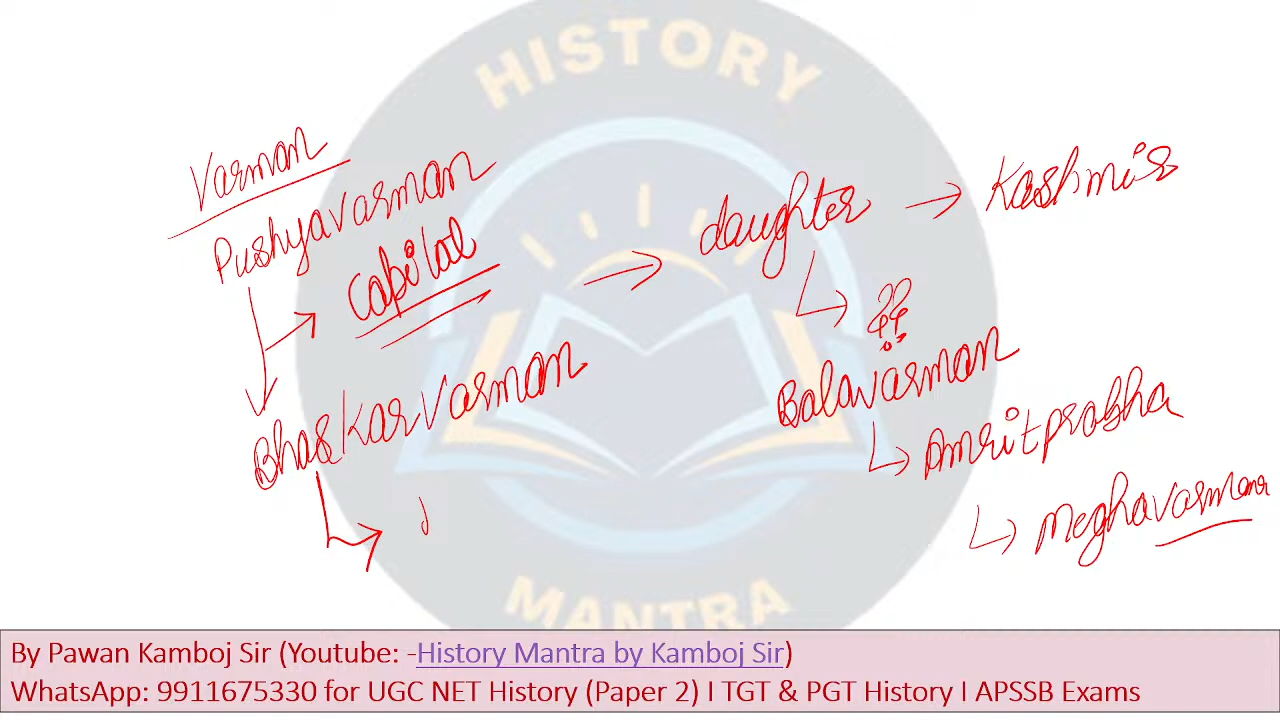 HISTORY
Varman
Pushyavarman
Capital
daughter → Kashmir
??
Bhaskarvarman
Balavarman
Amritprabha
Meghavarmana
MANTRA
By Pawan Kamboj Sir (Youtube: -History Mantra by Kamboj Sir)
WhatsApp: 9911675330 for UGC NET History (Paper 2) I TGT & PGT History I APSSB Exams